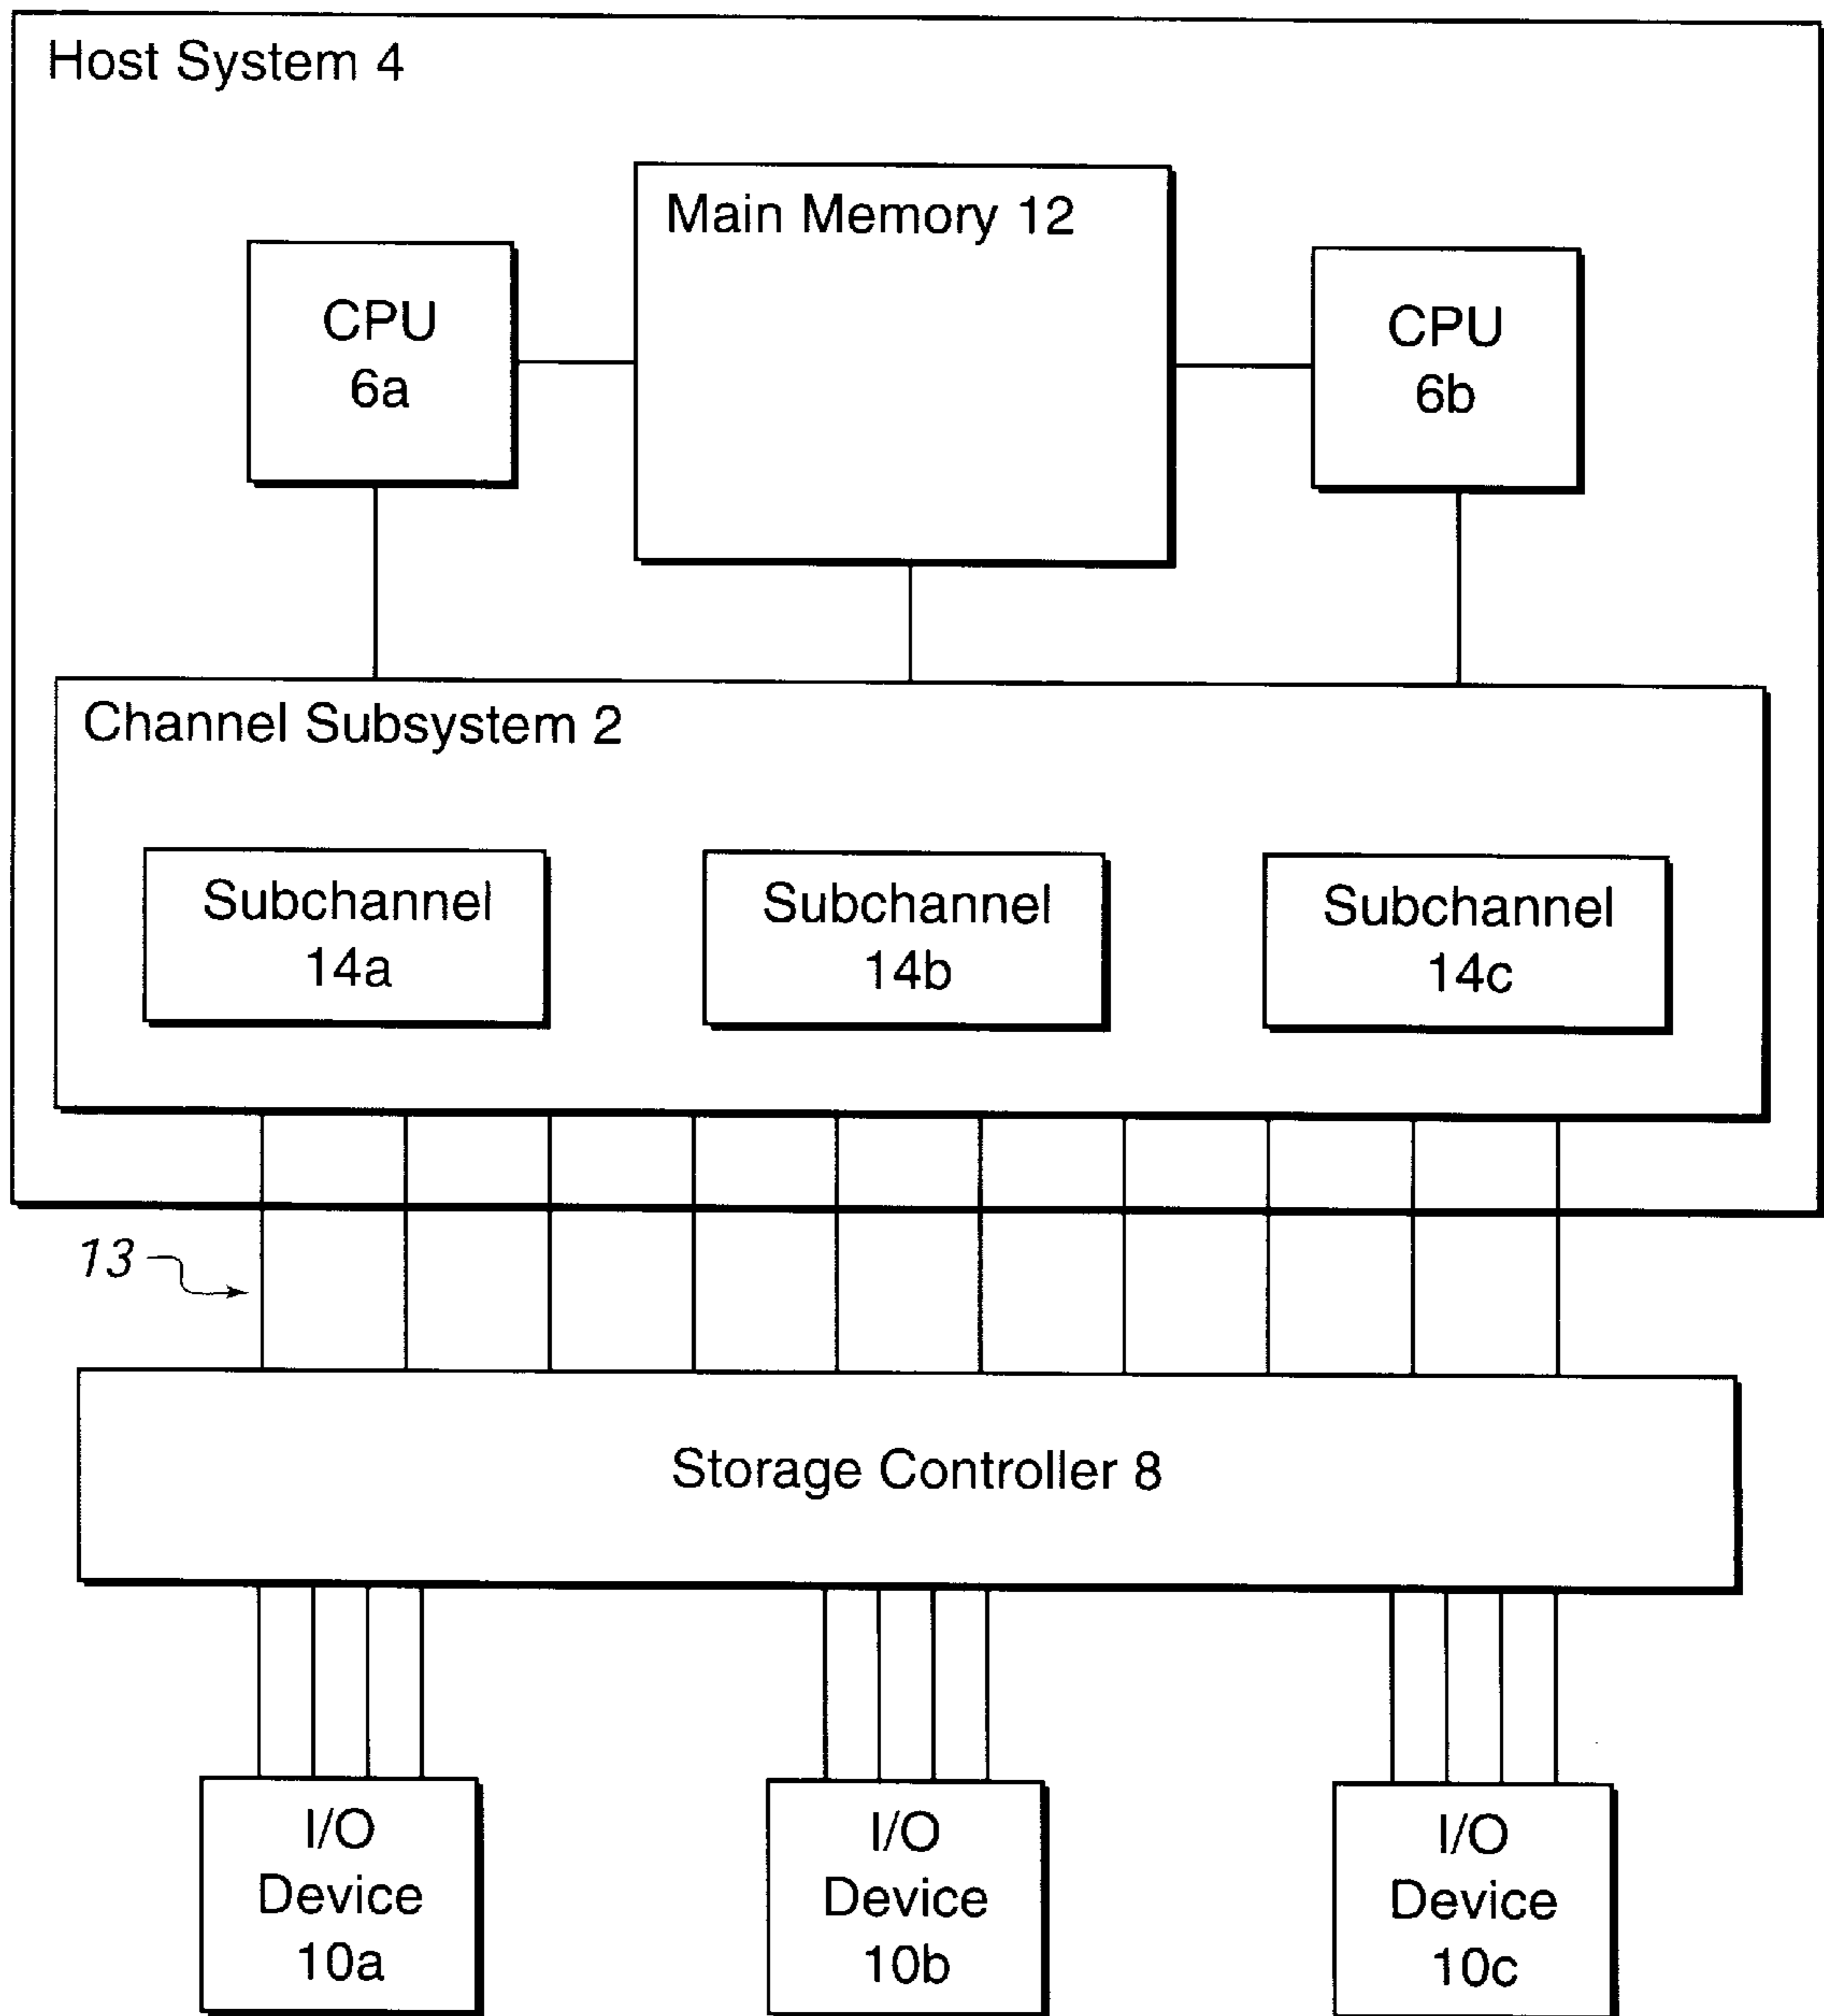 Host System 4
Main Memory 12
CPU
6a
CPU
6b
Channel Subsystem 2
Subchannel
14a
Subchannel
14b
Subchannel
14c
13
Storage Controller 8
I/O
Device
10a
I/O
Device
10b
I/O
Device
10c